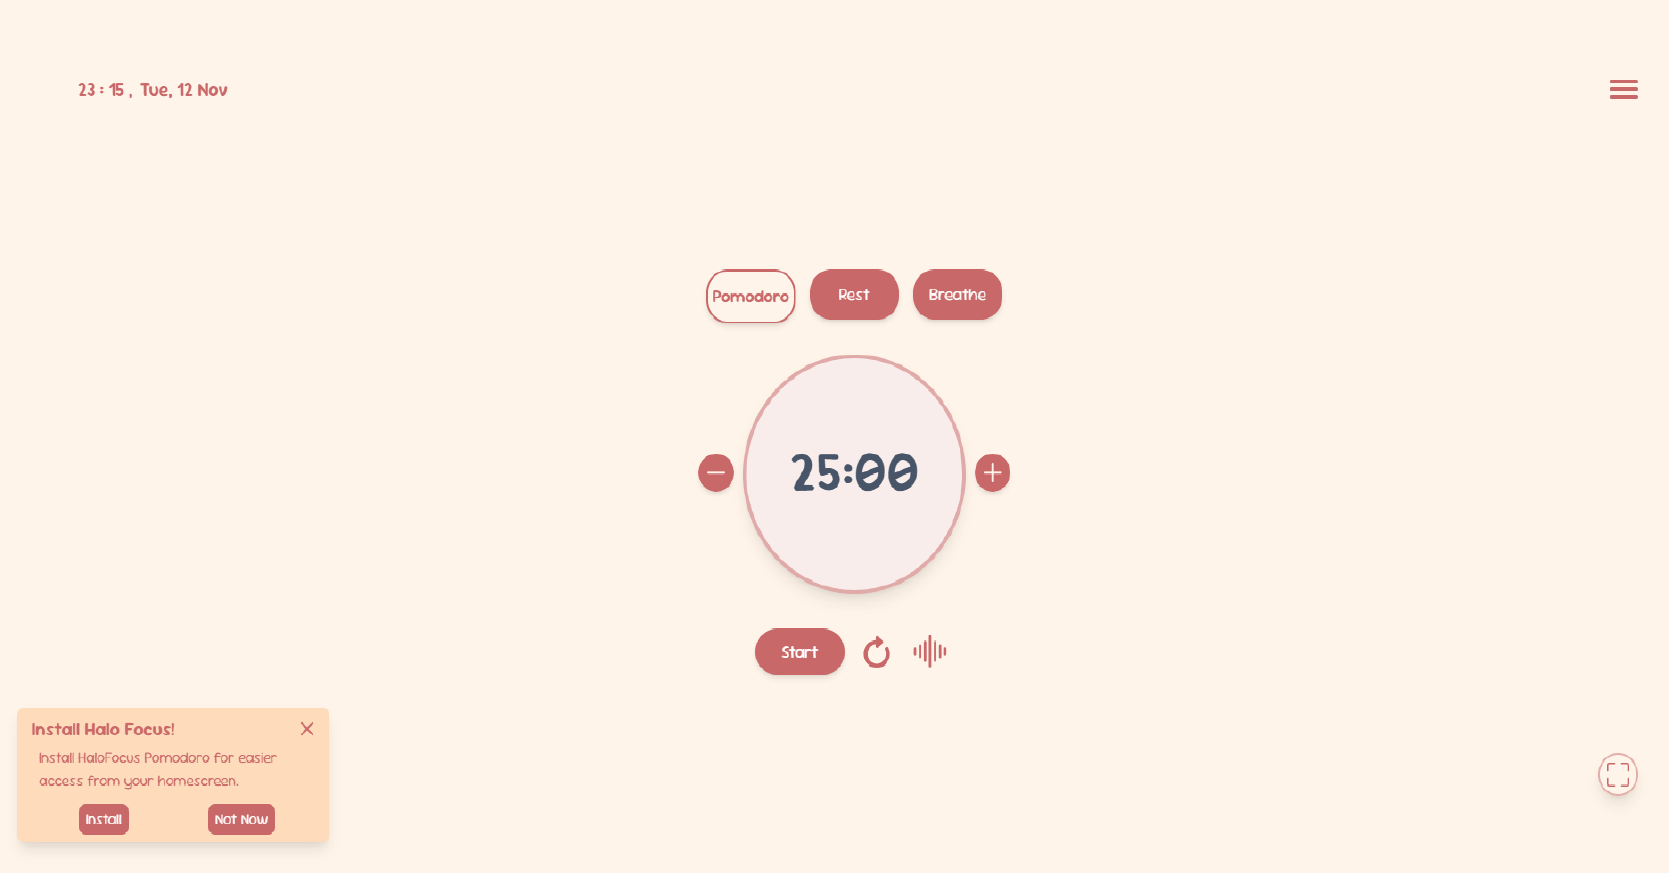 23 : 15 , Tue, 12 Nov
Pomodoro
Rest
Breathe
25:00
Start
Install Halo Focus!
Install HaloFocus Pomodoro for easier
access from your homescreen.
Install
Not Now